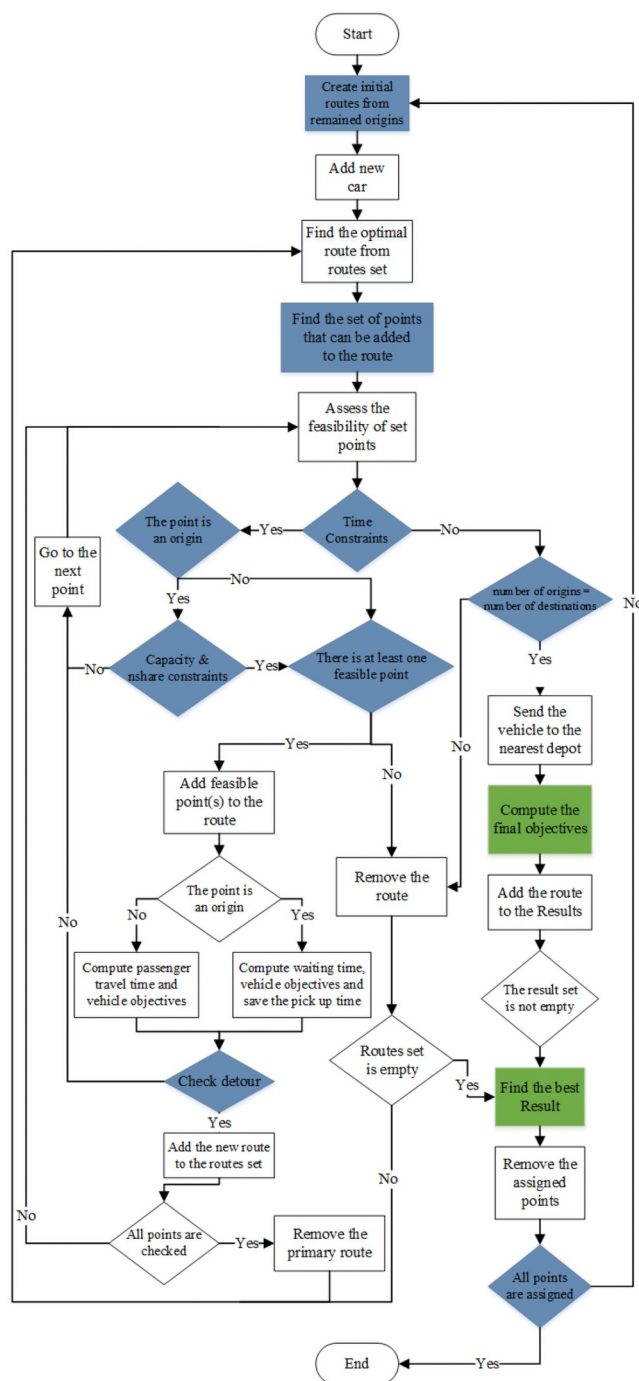 Start
Create initial
routes from
remained origins
Add new
car
Find the optimal
route from
routes set
Find the set of points
that can be added
to the route
Assess the
feasibility of set
points
The point is
an origin
Yes
Time
Constraints
No
Go to the
next
point
No
number of origins =
number of destinations
No
Yes
No
Capacity &
nshare constraints
Yes
There is at least one
feasible point
Yes
Yes
No
No
Send the
vehicle to the
nearest depot
Add feasible
point(s) to the
route
Compute the
final objectives
The point is
an origin
Remove the
route
Add the route
to the Results
No
No
Yes
Compute passenger
travel time and
vehicle objectives
Compute waiting time,
vehicle objectives and
save the pick up time
The result set
is not empty
Routes set
is empty
Yes
Check detour
Find the best
Result
Yes
Add the new route
to the routes set
No
Remove the
assigned
points
No
All points are
checked
Yes
Remove the
primary route
All points
are assigned
End
Yes